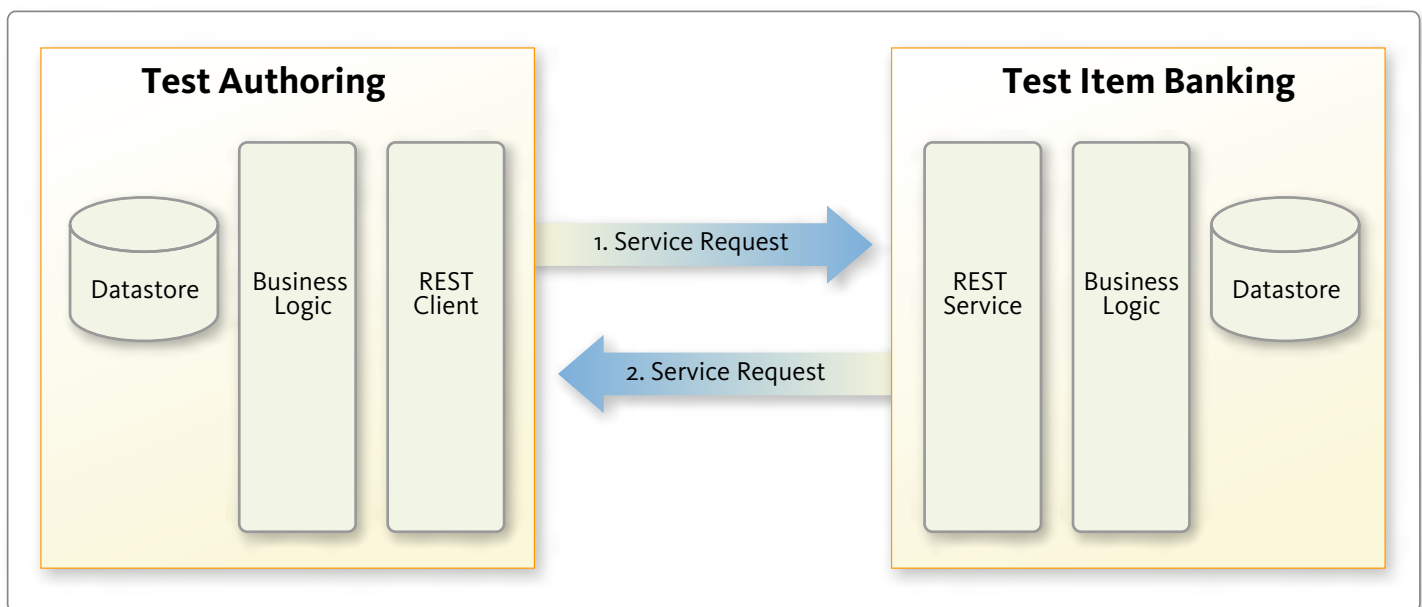 Test Authoring
Datastore
Business
Logic
REST
Client
1. Service Request
2. Service Request
Test Item Banking
REST
Service
Business
Logic
Datastore